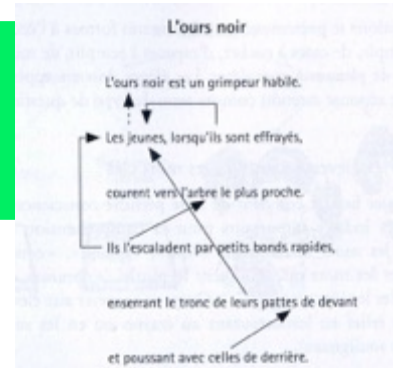 L'ours noir
L'ours noir est un grimpeur habile.
Les jeunes, lorsqu'ils sont effrayés,
courent vers l'arbre le plus proche.
Ils l'escaladent par petits bonds rapides,
enserrant le tronc de leurs pattes de devant
et poussant avec celles de derrière.